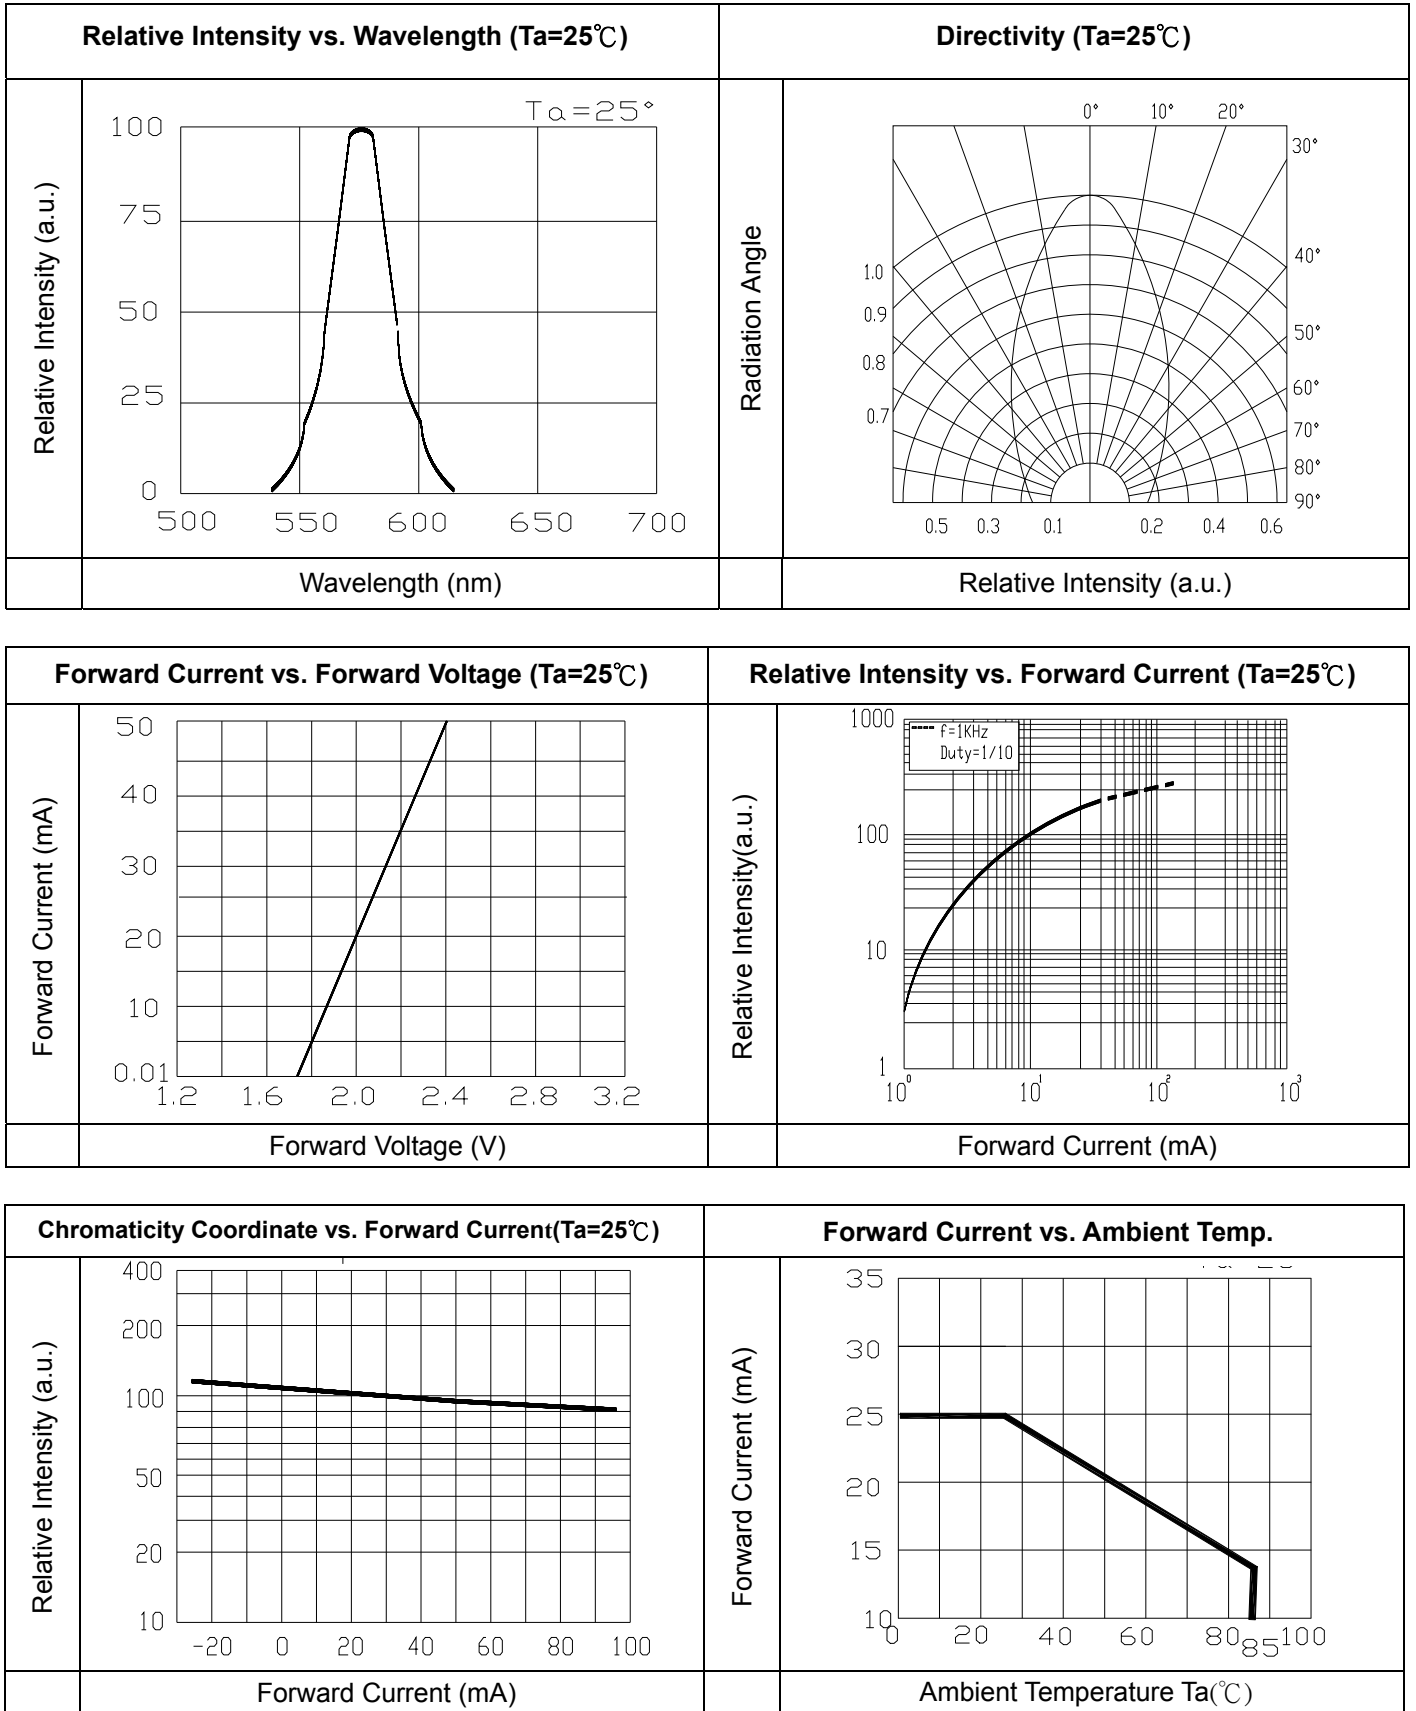 Relative Intensity vs. Wavelength (Ta=25℃)
Directivity (Ta=25℃)
Relative Intensity (a.u.)
Ta=25°
100
75
50
25
0
500 550 600 650 700
Wavelength (nm)
Radiation Angle
0° 10° 20°
30°
40°
50°
60°
70°
80°
90°
1.0
0.9
0.8
0.7
0.5 0.3 0.1 0.2 0.4 0.6
Relative Intensity (a.u.)
Forward Current vs. Forward Voltage (Ta=25℃)
Relative Intensity vs. Forward Current (Ta=25℃)
Forward Current (mA)
50
40
30
20
10
0.01
1.2 1.6 2.0 2.4 2.8 3.2
Forward Voltage (V)
Relative Intensity(a.u.)
f=1KHz
Duty=1/10
1000
100
10
1
10⁰ 10¹ 10² 10³
Forward Current (mA)
Chromaticity Coordinate vs. Forward Current(Ta=25℃)
Forward Current vs. Ambient Temp.
Relative Intensity (a.u.)
400
200
100
50
20
10
-20 0 20 40 60 80 100
Forward Current (mA)
Forward Current (mA)
35
30
25
20
15
10
0 20 40 60 80 85 100
Ambient Temperature Ta(℃)